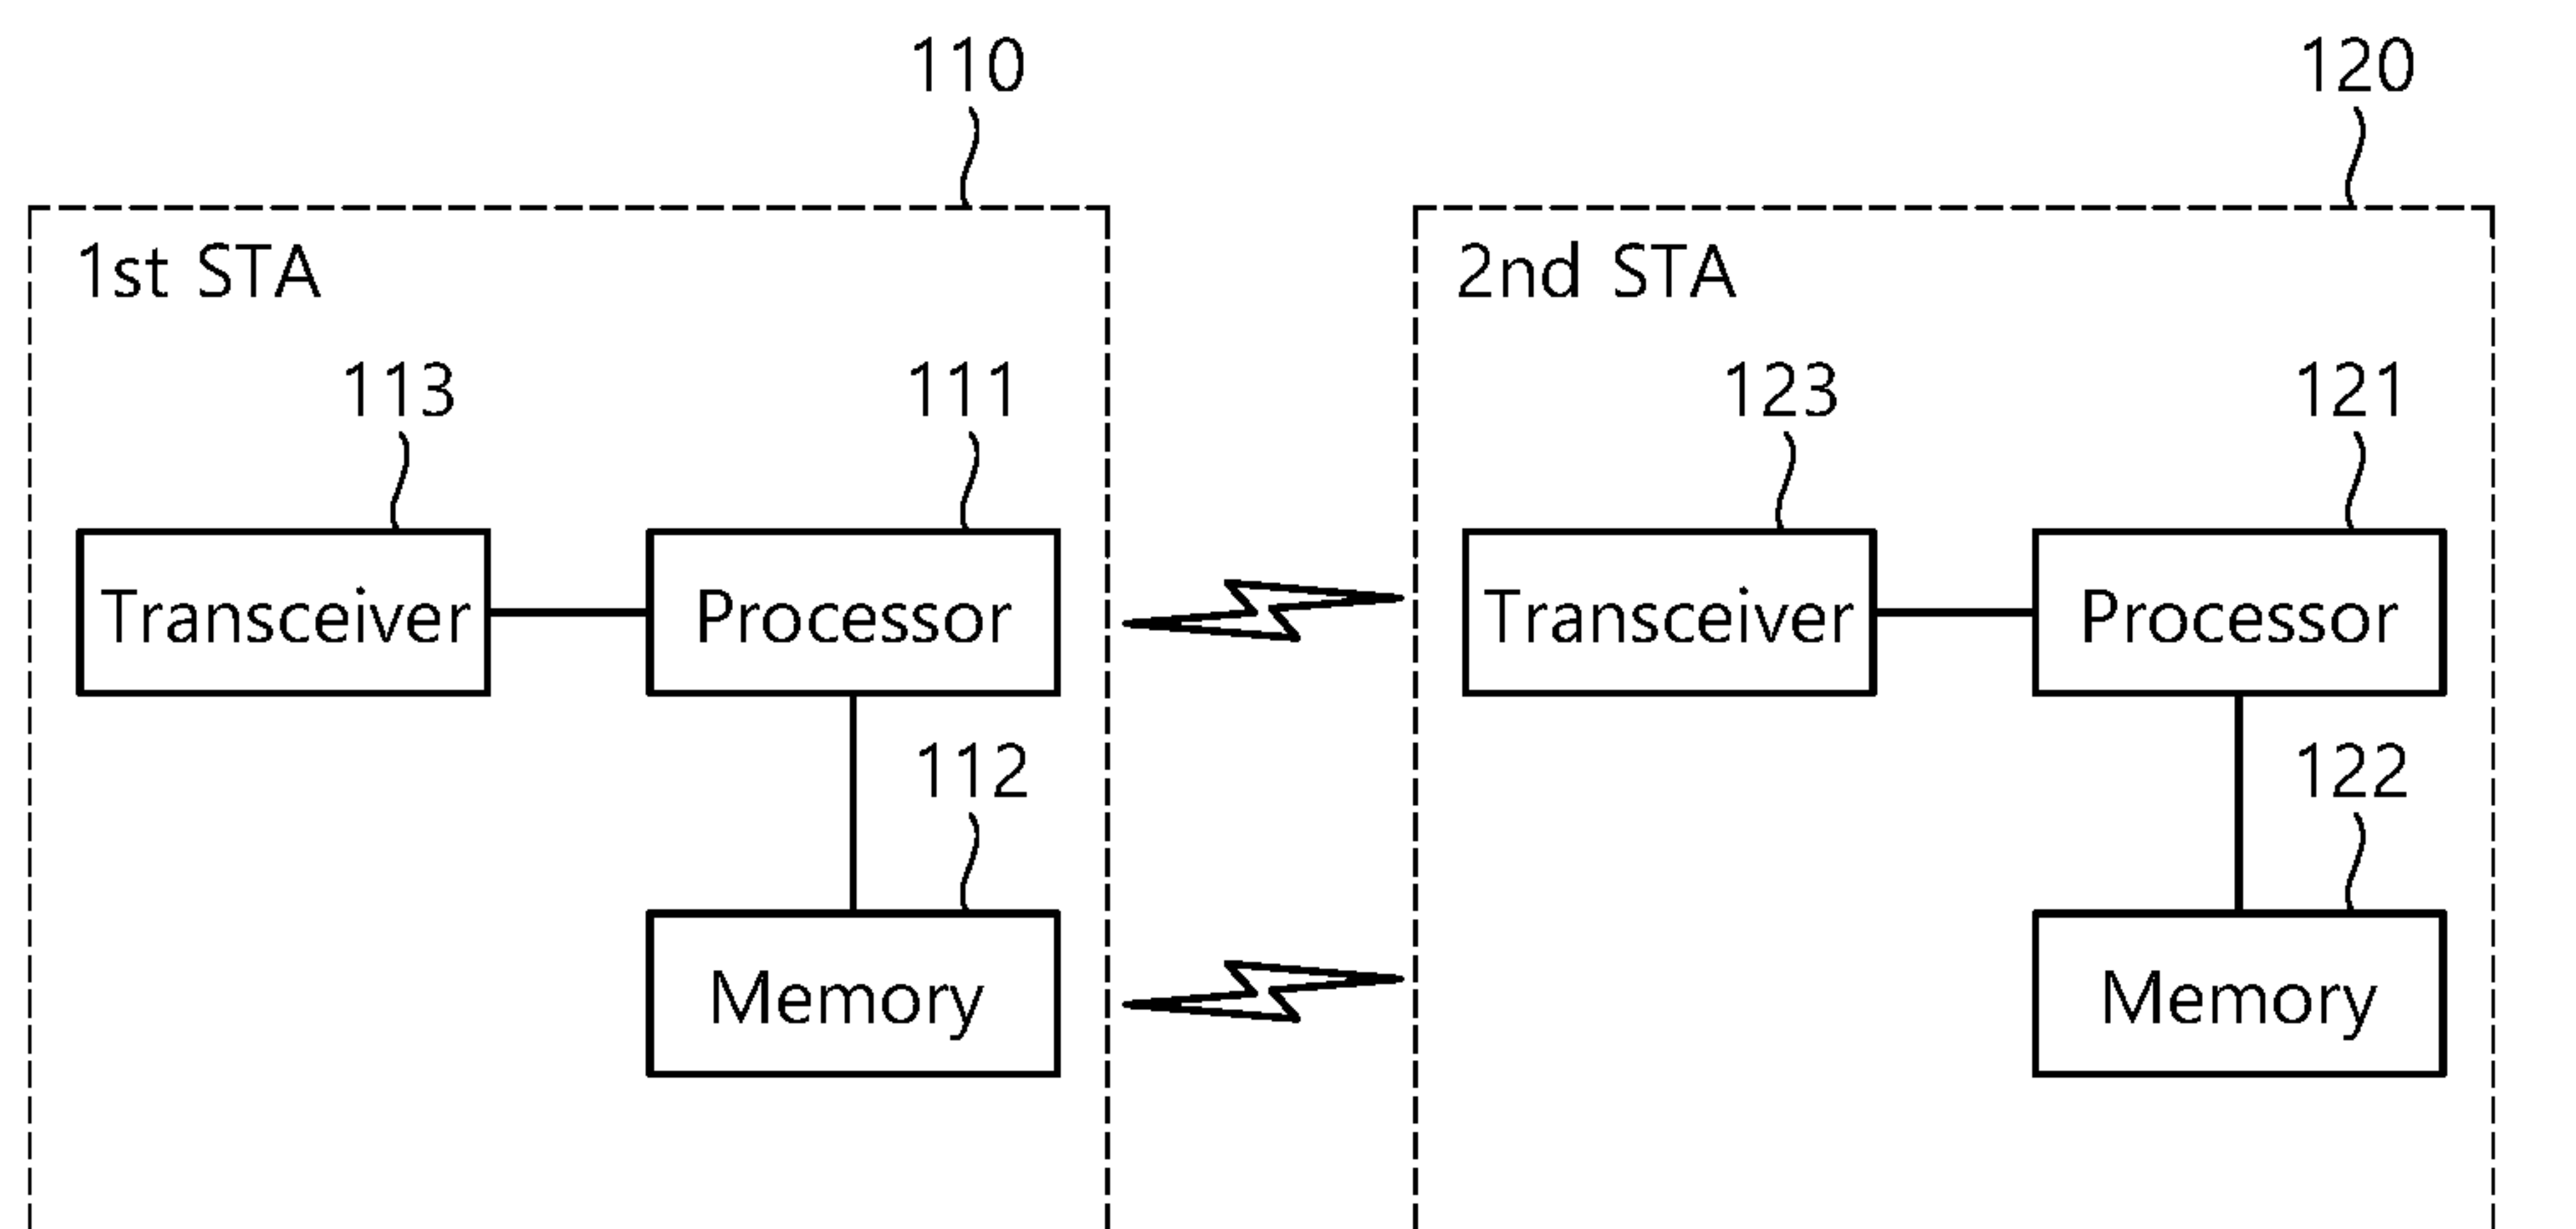 110 120
1st STA 2nd STA
113 111 123 121
Transceiver Processor Transceiver Processor
112 122
Memory Memory